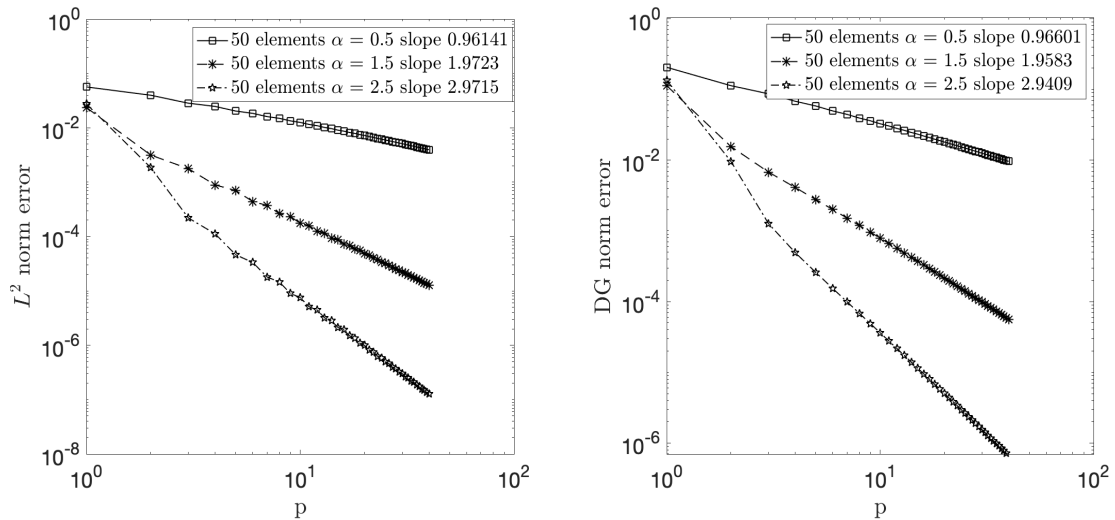 10^0
10^-2
10^-4
10^-6
10^-8
10^0
10^1
10^2
L^2 norm error
p
50 elements α = 0.5 slope 0.96141
50 elements α = 1.5 slope 1.9723
50 elements α = 2.5 slope 2.9715
10^0
10^-2
10^-4
10^-6
10^0
10^1
10^2
DG norm error
p
50 elements α = 0.5 slope 0.96601
50 elements α = 1.5 slope 1.9583
50 elements α = 2.5 slope 2.9409